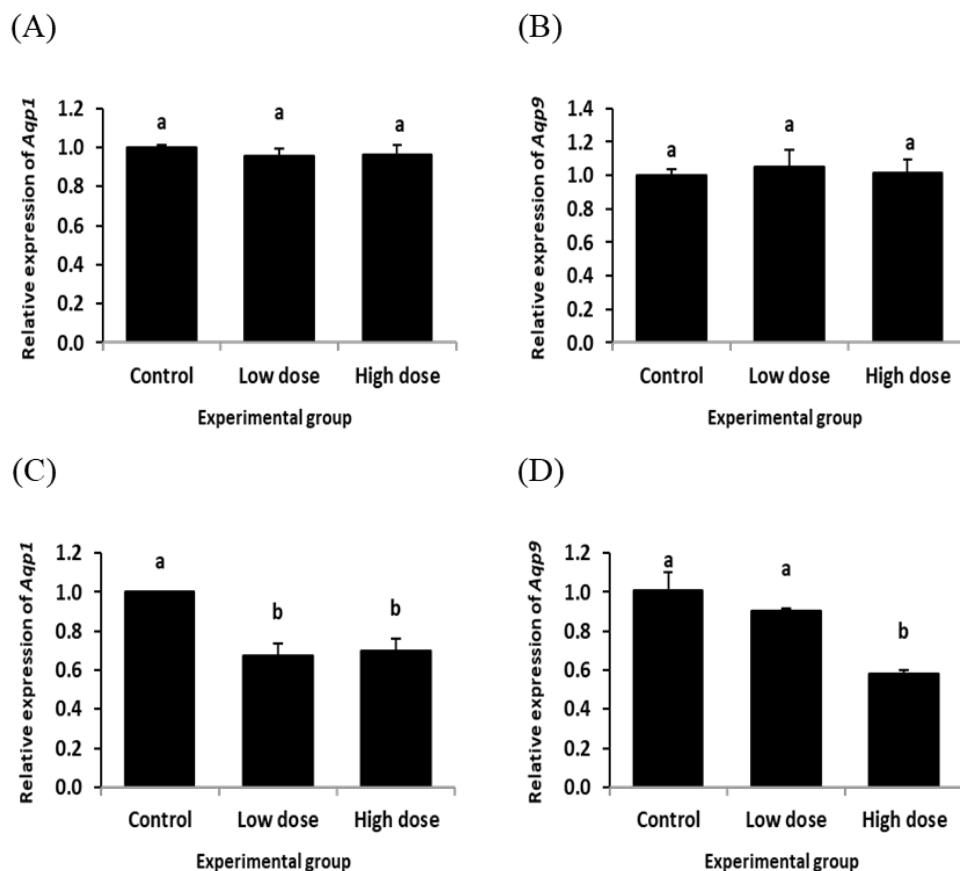 (A)
Relative expression of Aqp1
1.2
1.0
0.8
0.6
0.4
0.2
0.0
a
a
a
Control
Low dose
High dose
Experimental group
(B)
Relative expression of Aqp9
1.4
1.2
1.0
0.8
0.6
0.4
0.2
0.0
a
a
a
Control
Low dose
High dose
Experimental group
(C)
Relative expression of Aqp1
1.2
1.0
0.8
0.6
0.4
0.2
0.0
a
b
b
Control
Low dose
High dose
Experimental group
(D)
Relative expression of Aqp9
1.2
1.0
0.8
0.6
0.4
0.2
0.0
a
a
b
Control
Low dose
High dose
Experimental group